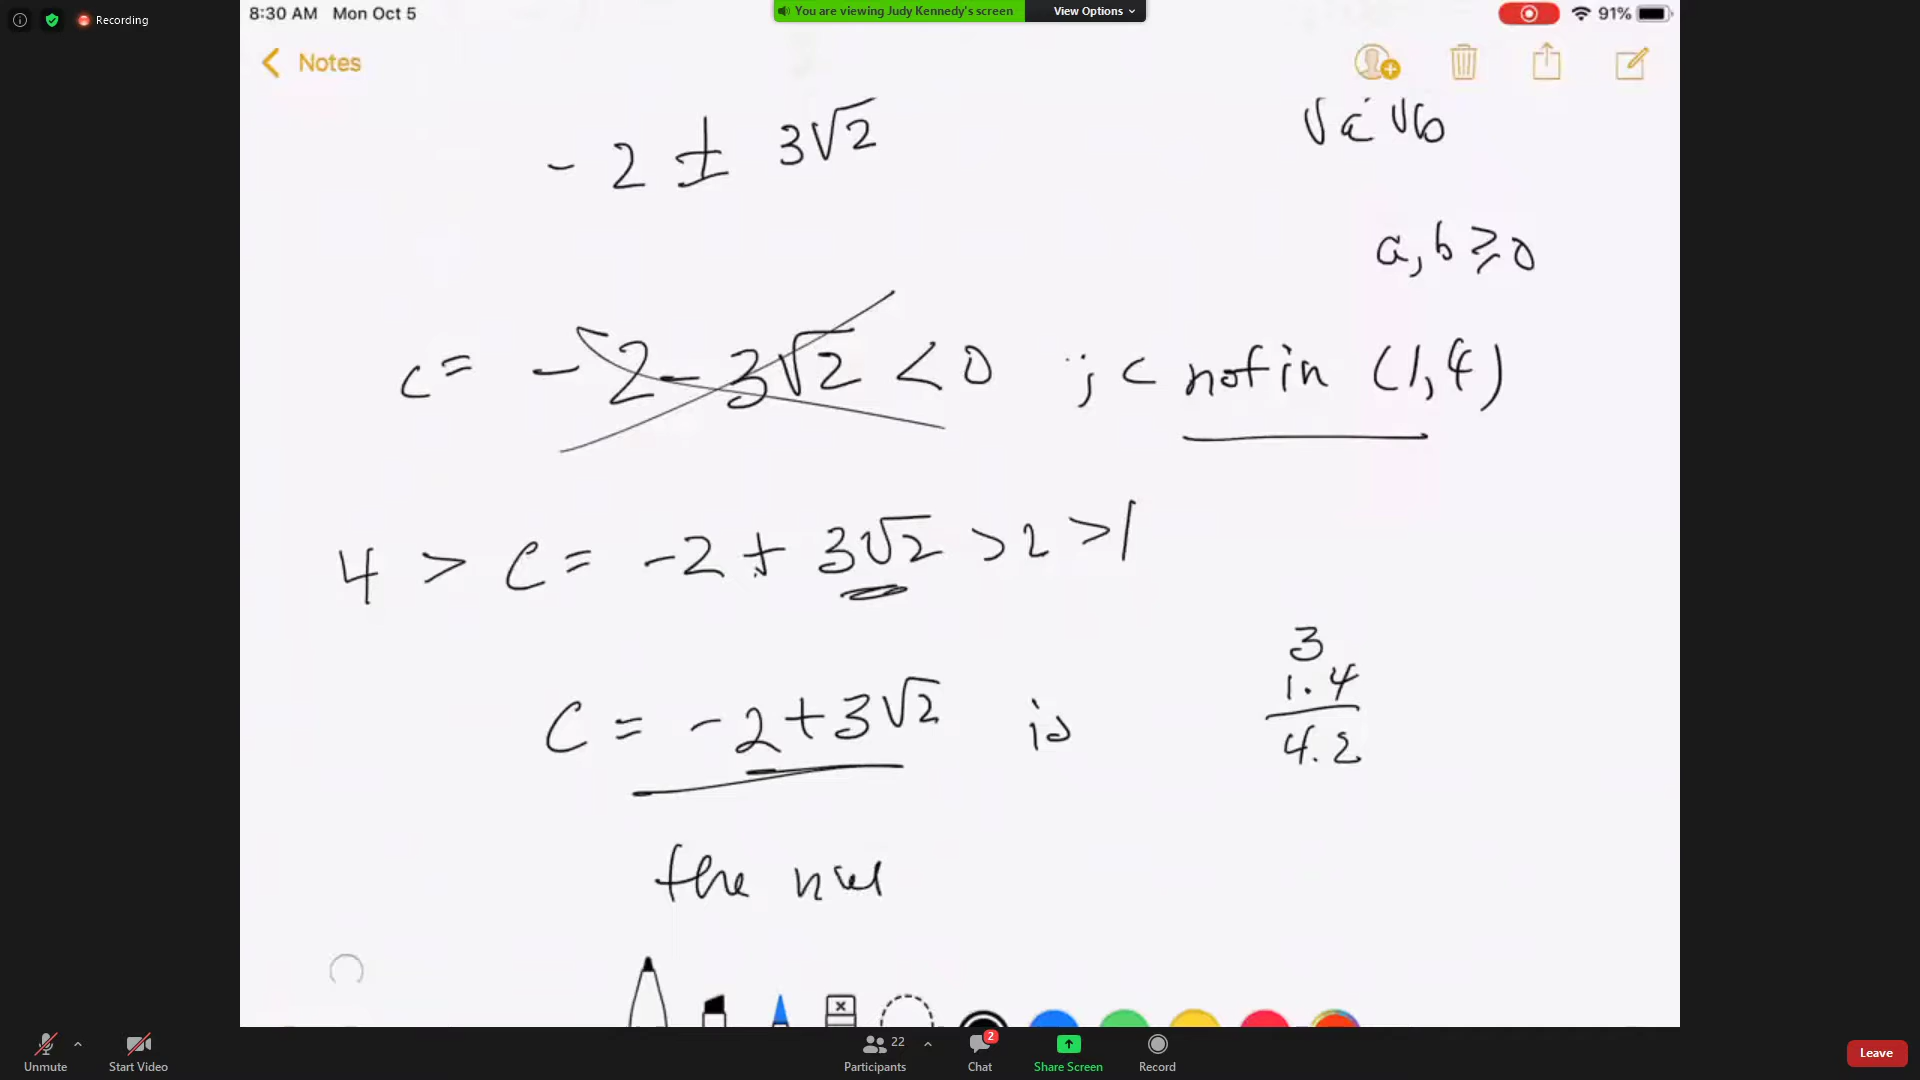 Recording
8:30 AM Mon Oct 5
You are viewing Judy Kennedy's screen
View Options
91%
Notes
-2 ± 3√2
√a √b
a, b ≥ 0
c = -2 - 3√2 < 0 ; c not in (1,4)
4 > c = -2 + 3√2 > 2 > 1
3
1.4
4.2
C = -2 + 3√2 is
the
Unmute
Start Video
22
Participants
2
Chat
Share Screen
Record
Leave